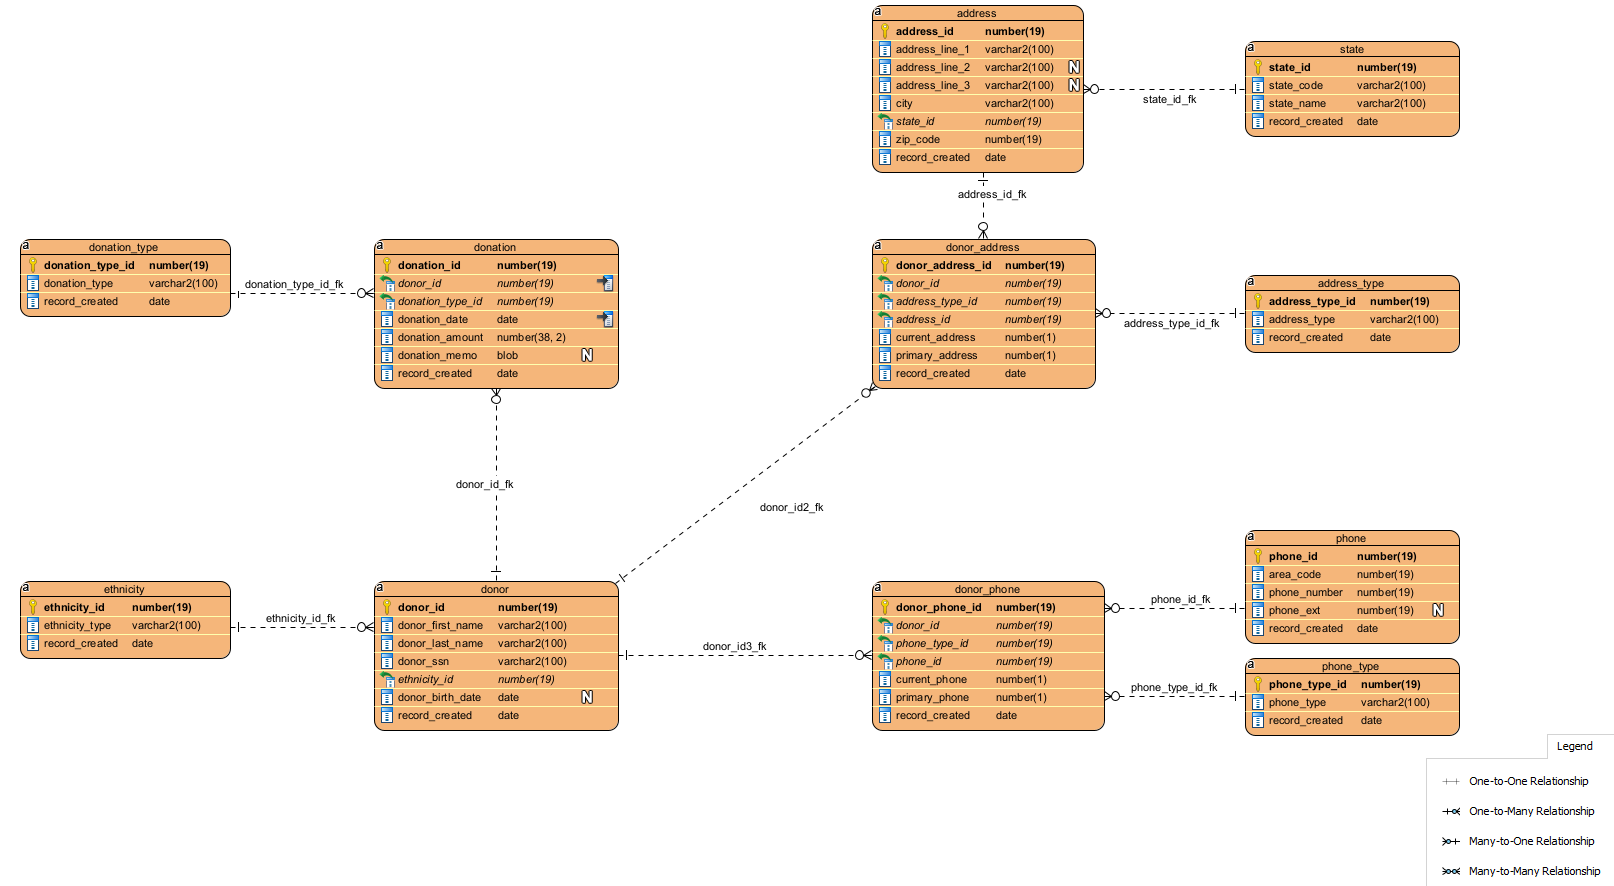 address
address_id number(19)
address_line_1 varchar2(100)
address_line_2 varchar2(100) N
address_line_3 varchar2(100) N
city varchar2(100)
state_id number(19)
zip_code number(19)
record_created date
state
state_id number(19)
state_code varchar2(100)
state_name varchar2(100)
record_created date
state_id_fk
address_id_fk
donation_type
donation_type_id number(19)
donation_type varchar2(100)
record_created date
donation_type_id_fk
donation
donation_id number(19)
donor_id number(19)
donation_type_id number(19)
donation_date date
donation_amount number(38, 2)
donation_memo blob N
record_created date
donor_address
donor_address_id number(19)
donor_id number(19)
address_type_id number(19)
address_id number(19)
current_address number(1)
primary_address number(1)
record_created date
address_type_id_fk
address_type
address_type_id number(19)
address_type varchar2(100)
record_created date
donor_id_fk
donor_id2_fk
ethnicity
ethnicity_id number(19)
ethnicity_type varchar2(100)
record_created date
ethnicity_id_fk
donor
donor_id number(19)
donor_first_name varchar2(100)
donor_last_name varchar2(100)
donor_ssn varchar2(100)
ethnicity_id number(19)
donor_birth_date date N
record_created date
donor_id3_fk
donor_phone
donor_phone_id number(19)
donor_id number(19)
phone_type_id number(19)
phone_id number(19)
current_phone number(1)
primary_phone number(1)
record_created date
phone_id_fk
phone_type_id_fk
phone
phone_id number(19)
area_code number(19)
phone_number number(19)
phone_ext number(19) N
record_created date
phone_type
phone_type_id number(19)
phone_type varchar2(100)
record_created date
Legend
One-to-One Relationship
One-to-Many Relationship
Many-to-One Relationship
Many-to-Many Relationship